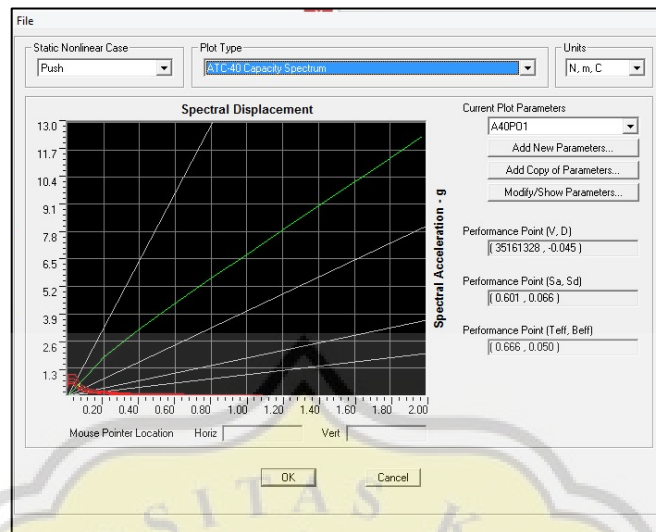 File
Static Nonlinear Case
Push
Plot Type
ATC-40 Capacity Spectrum
Units
N, m, C
Spectral Displacement
13.0
11.7
10.4
9.1
7.8
6.5
5.2
3.9
2.6
1.3
0.20 0.40 0.60 0.80 1.00 1.20 1.40 1.60 1.80 2.00
Spectral Acceleration - g
Mouse Pointer Location Horiz Vert
Current Plot Parameters
A40PO1
Add New Parameters...
Add Copy of Parameters...
Modify/Show Parameters...
Performance Point (V, D)
( 35161328 , -0.045 )
Performance Point (Sa, Sd)
( 0.601 , 0.066 )
Performance Point (Teff, Beff)
( 0.666 , 0.050 )
OK Cancel
SITAS K